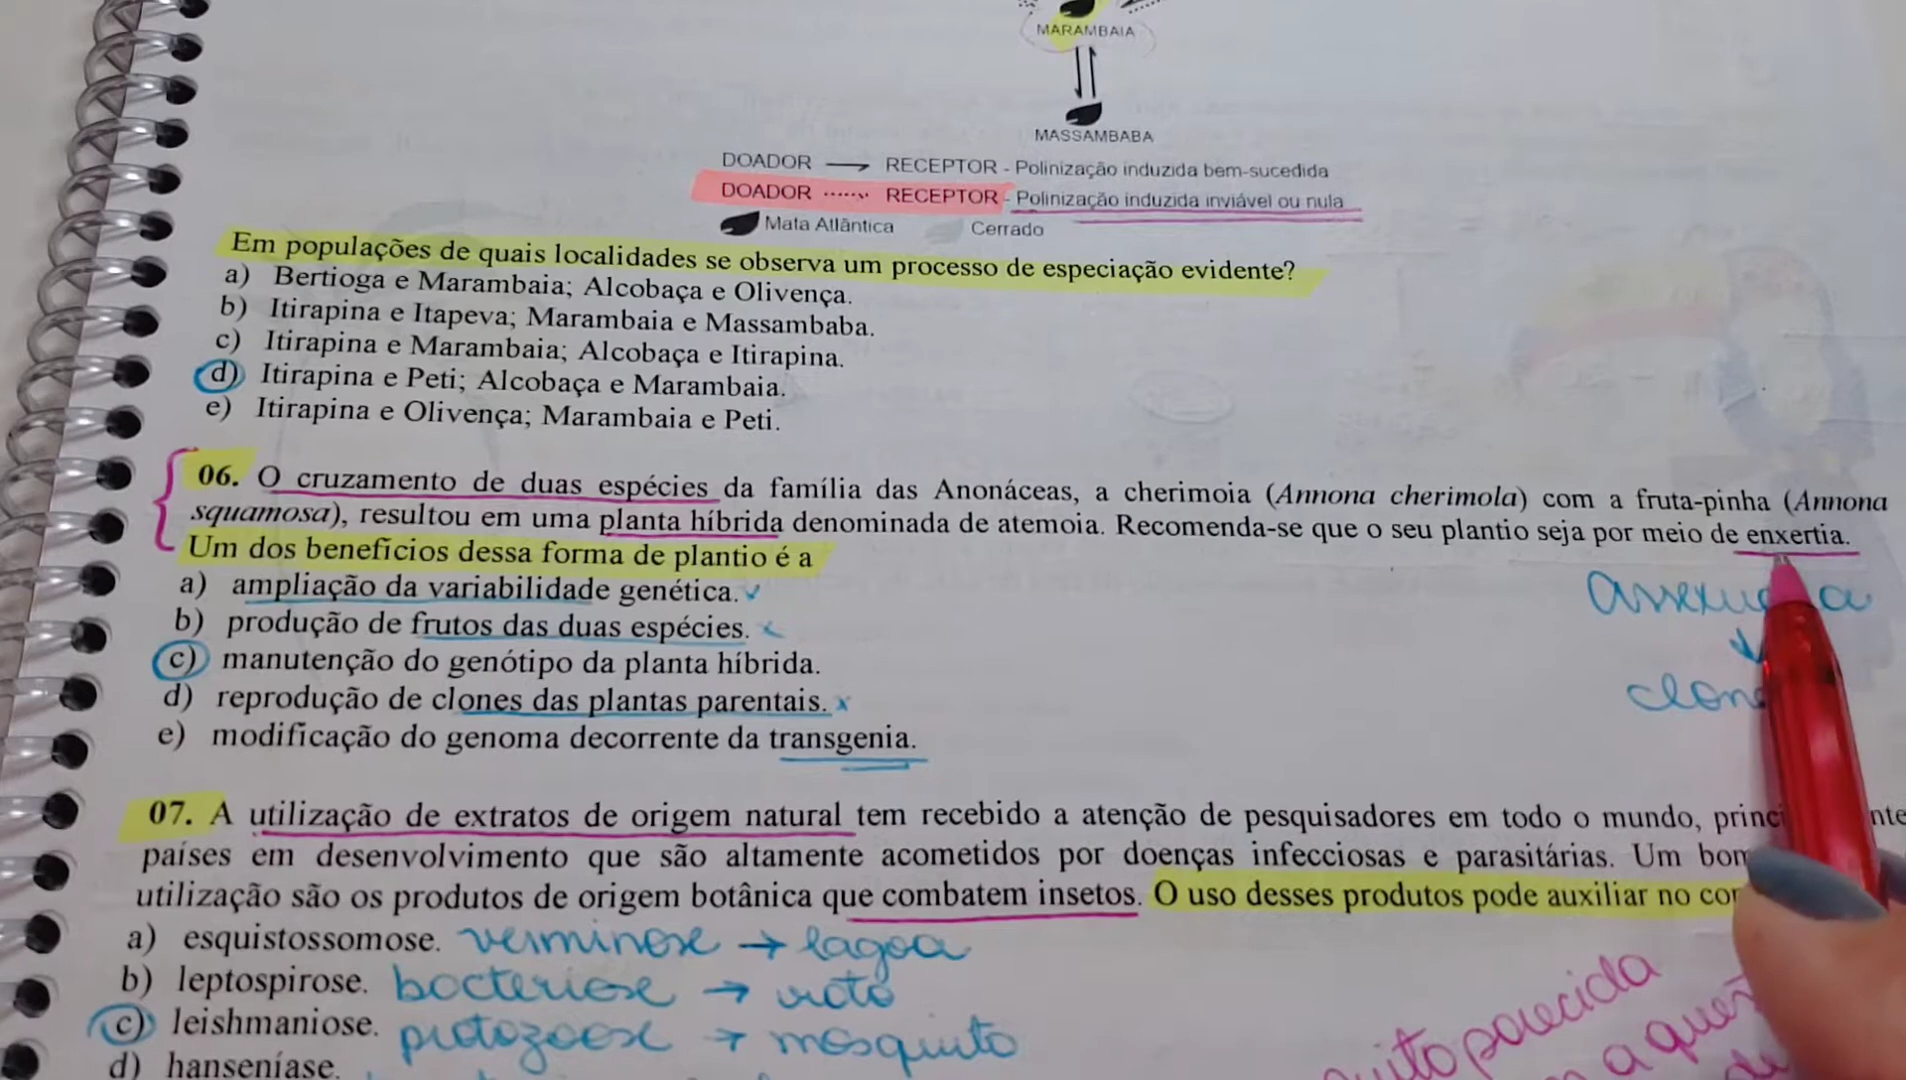 MARAMBAIA
MASSAMBABA
DOADOR → RECEPTOR - Polinização induzida bem-sucedida
DOADOR ······ RECEPTOR - Polinização induzida inviável ou nula
Mata Atlântica Cerrado
Em populações de quais localidades se observa um processo de especiação evidente?
a) Bertioga e Marambaia; Alcobaça e Olivença.
b) Itirapina e Itapeva; Marambaia e Massambaba.
c) Itirapina e Marambaia; Alcobaça e Itirapina.
d) Itirapina e Peti; Alcobaça e Marambaia.
e) Itirapina e Olivença; Marambaia e Peti.
06. O cruzamento de duas espécies da família das Anonáceas, a cherimoia (Annona cherimola) com a fruta-pinha (Annona
squamosa), resultou em uma planta híbrida denominada de atemoia. Recomenda-se que o seu plantio seja por meio de enxertia.
Um dos benefícios dessa forma de plantio é a
a) ampliação da variabilidade genética.
b) produção de frutos das duas espécies. x
c) manutenção do genótipo da planta híbrida.
d) reprodução de clones das plantas parentais. x
e) modificação do genoma decorrente da transgenia.
07. A utilização de extratos de origem natural tem recebido a atenção de pesquisadores em todo o mundo,
países em desenvolvimento que são altamente acometidos por doenças infecciosas e parasitárias. Um
utilização são os produtos de origem botânica que combatem insetos. O uso desses produtos pode auxiliar no
a) esquistossomose. verminose → lagoa
b) leptospirose. bacteriose → rato
c) leishmaniose. protozoose → mosquito
d) hanseníase.
parecida
a